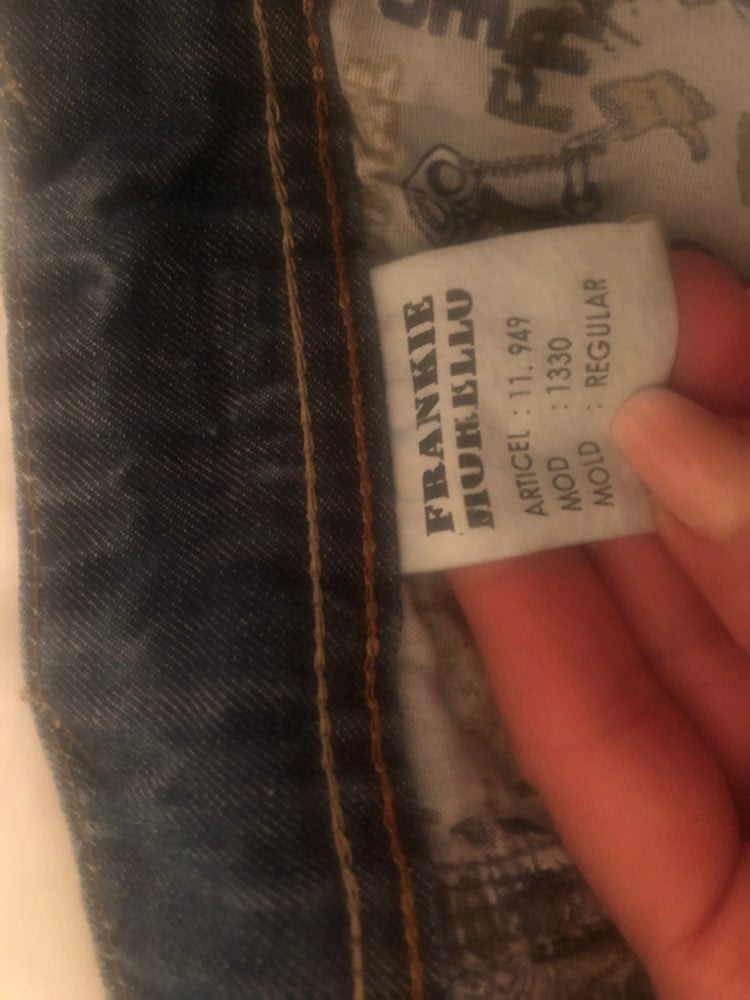 FRANKIE
MORELLO
ARTICEL : 11. 949
MOD : 1330
MOLD : REGULAR